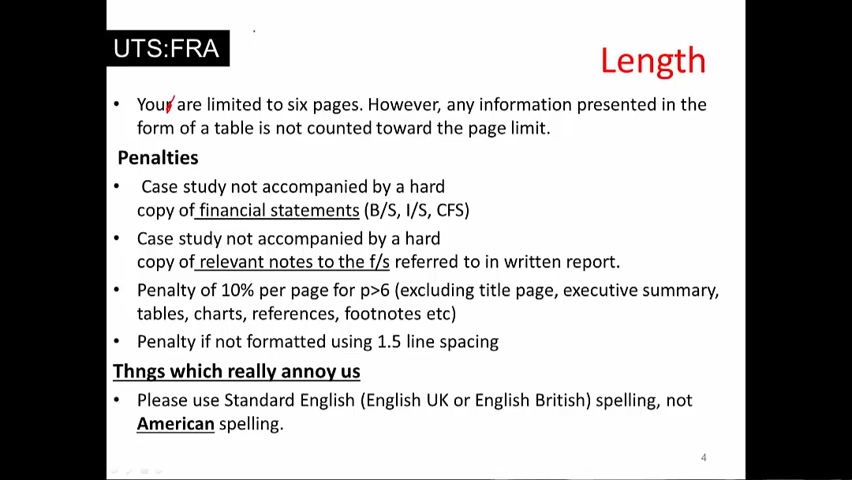 UTS:FRA
Length
• Your are limited to six pages. However, any information presented in the
form of a table is not counted toward the page limit.
Penalties
• Case study not accompanied by a hard
copy of financial statements (B/S, I/S, CFS)
• Case study not accompanied by a hard
copy of relevant notes to the f/s referred to in written report.
• Penalty of 10% per page for p>6 (excluding title page, executive summary,
tables, charts, references, footnotes etc)
• Penalty if not formatted using 1.5 line spacing
Thngs which really annoy us
• Please use Standard English (English UK or English British) spelling, not
American spelling.
4